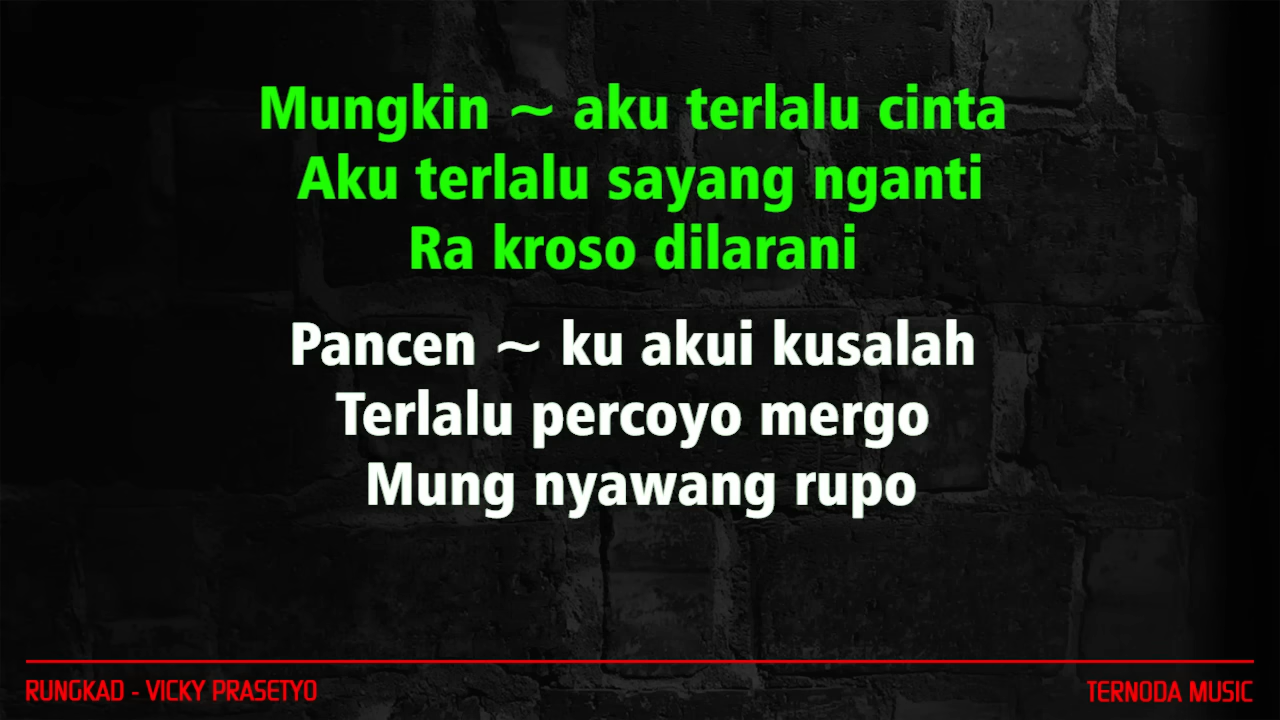 Mungkin ~ aku terlalu cinta
Aku terlalu sayang nganti
Ra kroso dilarani
Pancen ~ ku akui kusalah
Terlalu percoyo mergo
Mung nyawang rupo
RUNGKAD - VICKY PRASETYO
TERNODA MUSIC